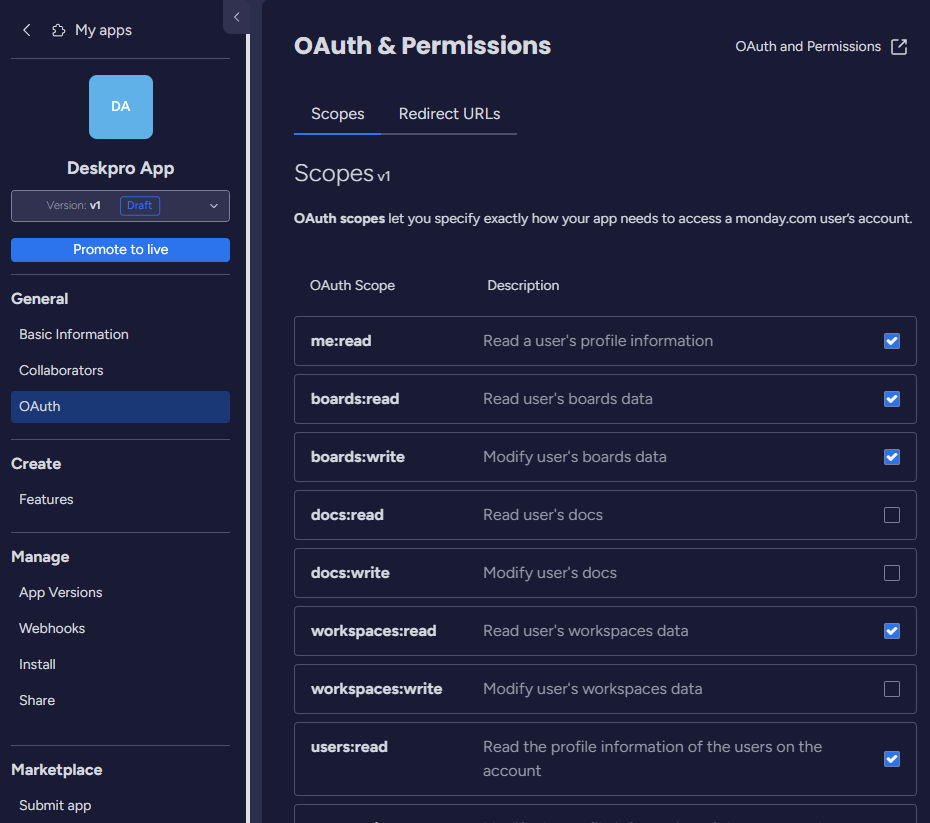 My apps
DA
Deskpro App
Version: v1 Draft
Promote to live
General
Basic Information
Collaborators
OAuth
Create
Features
Manage
App Versions
Webhooks
Install
Share
Marketplace
Submit app
OAuth & Permissions
OAuth and Permissions
Scopes Redirect URLs
Scopes v1
OAuth scopes let you specify exactly how your app needs to access a monday.com user's account.
OAuth Scope Description
me:read Read a user's profile information
boards:read Read user's boards data
boards:write Modify user's boards data
docs:read Read user's docs
docs:write Modify user's docs
workspaces:read Read user's workspaces data
workspaces:write Modify user's workspaces data
users:read Read the profile information of the users on the
account